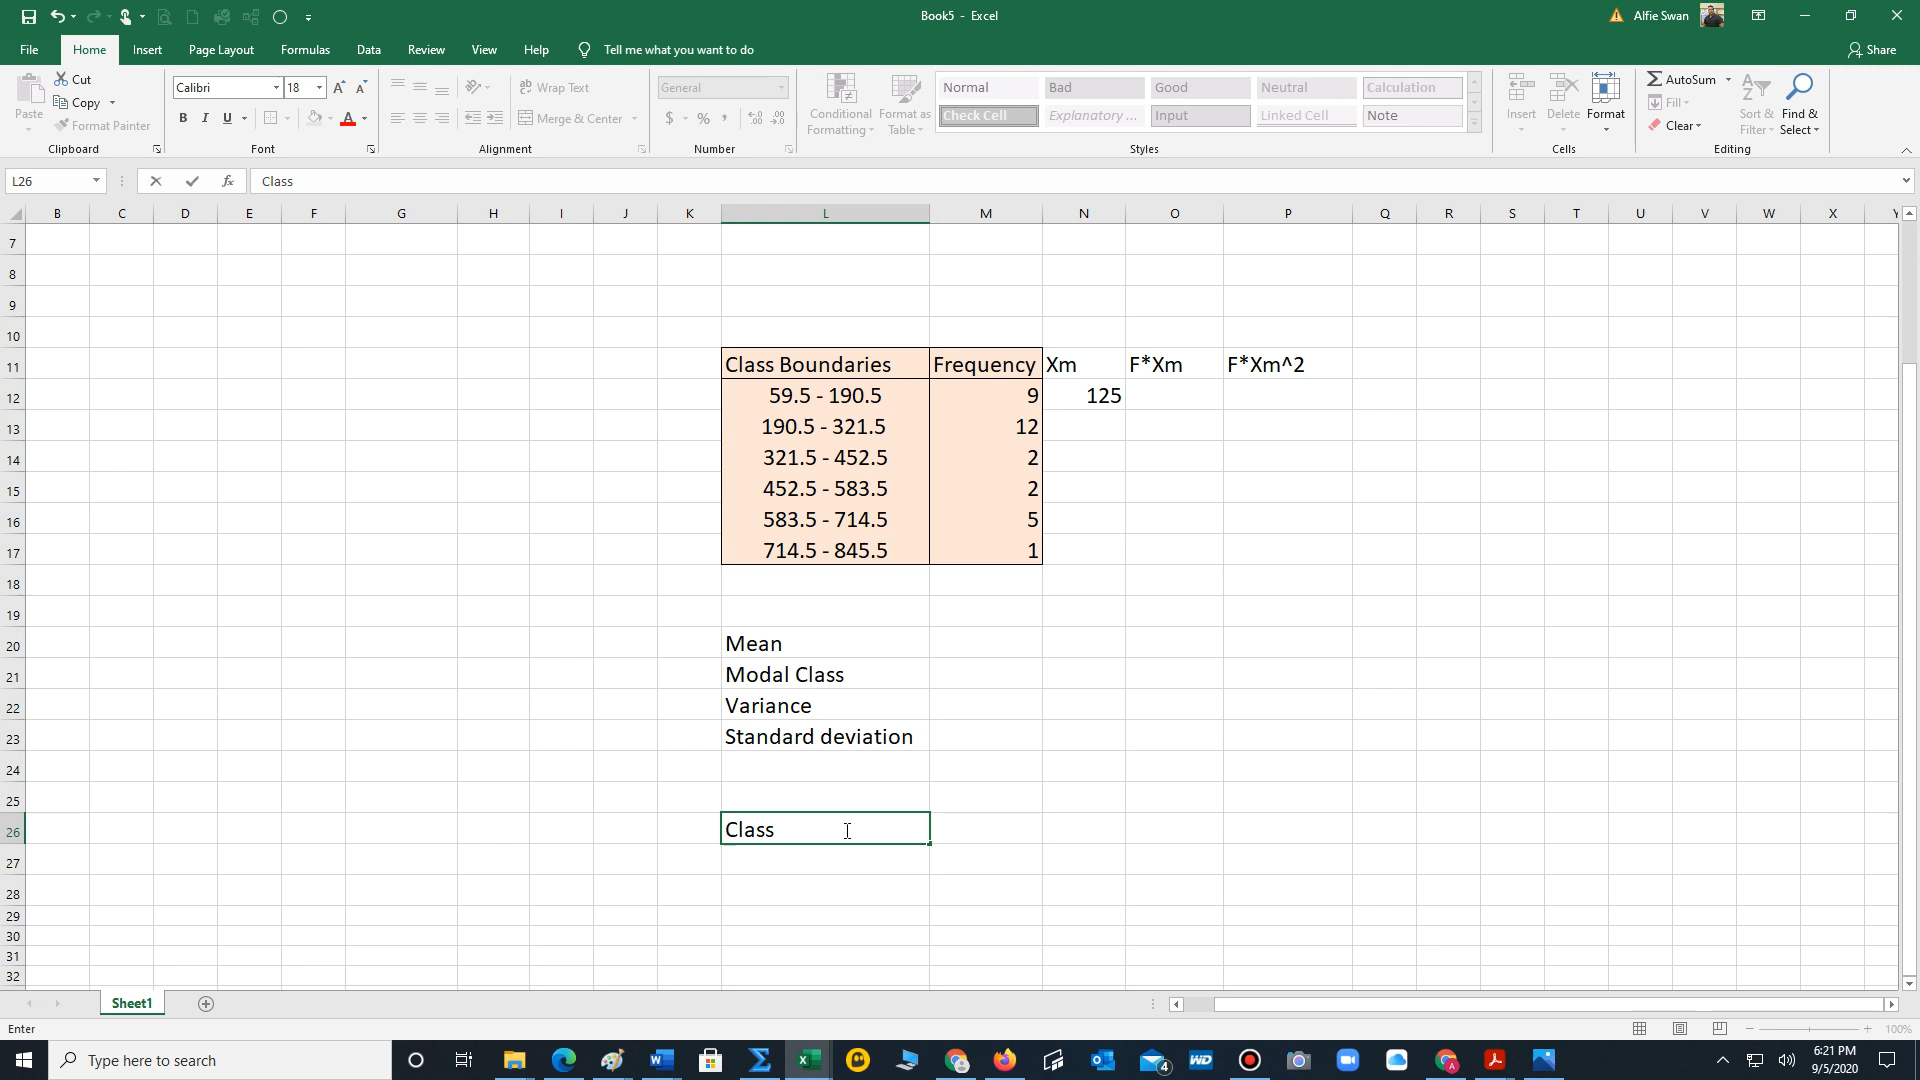 Book5 - Excel
Alfie Swan
File Home Insert Page Layout Formulas Data Review View Help Tell me what you want to do Share
Paste Cut Copy Format Painter Clipboard
Calibri 18 A A B I U A Font
Wrap Text Merge & Center Alignment
General $ % , Number
Conditional Formatting Format as Table
Normal Bad Good Neutral Calculation
Check Cell Explanatory ... Input Linked Cell Note
Styles
Insert Delete Format Cells
AutoSum Fill Clear Sort & Filter Find & Select Editing
L26 fx Class
B C D E F G H I J K L M N O P Q R S T U V W X Y
7
8
9
10
11 Class Boundaries Frequency Xm F*Xm F*Xm^2
12 59.5 - 190.5 9 125
13 190.5 - 321.5 12
14 321.5 - 452.5 2
15 452.5 - 583.5 2
16 583.5 - 714.5 5
17 714.5 - 845.5 1
18
19
20 Mean
21 Modal Class
22 Variance
23 Standard deviation
24
25
26 Class
27
28
29
30
31
32
Sheet1
Enter 100%
Type here to search
4
6:21 PM
9/5/2020